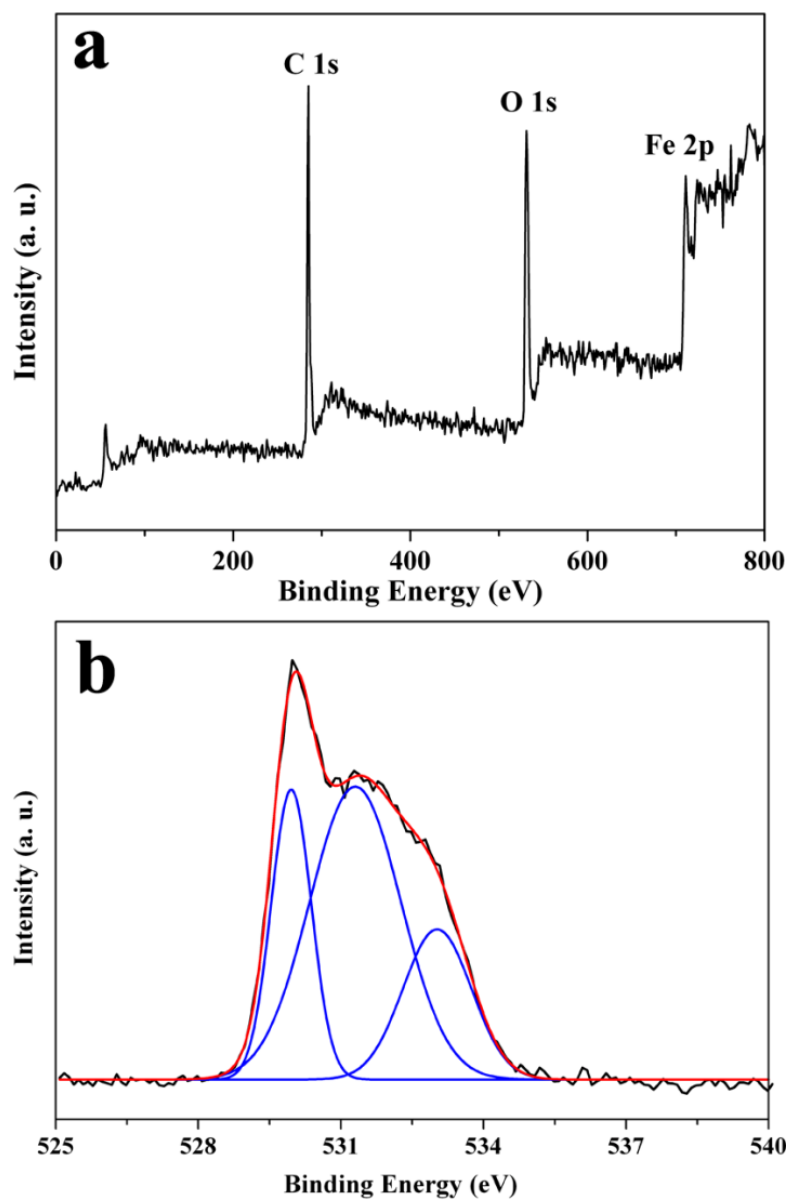 a
C 1s
O 1s
Fe 2p
Intensity (a. u.)
0 200 400 600 800
Binding Energy (eV)
b
Intensity (a. u.)
525 528 531 534 537 540
Binding Energy (eV)